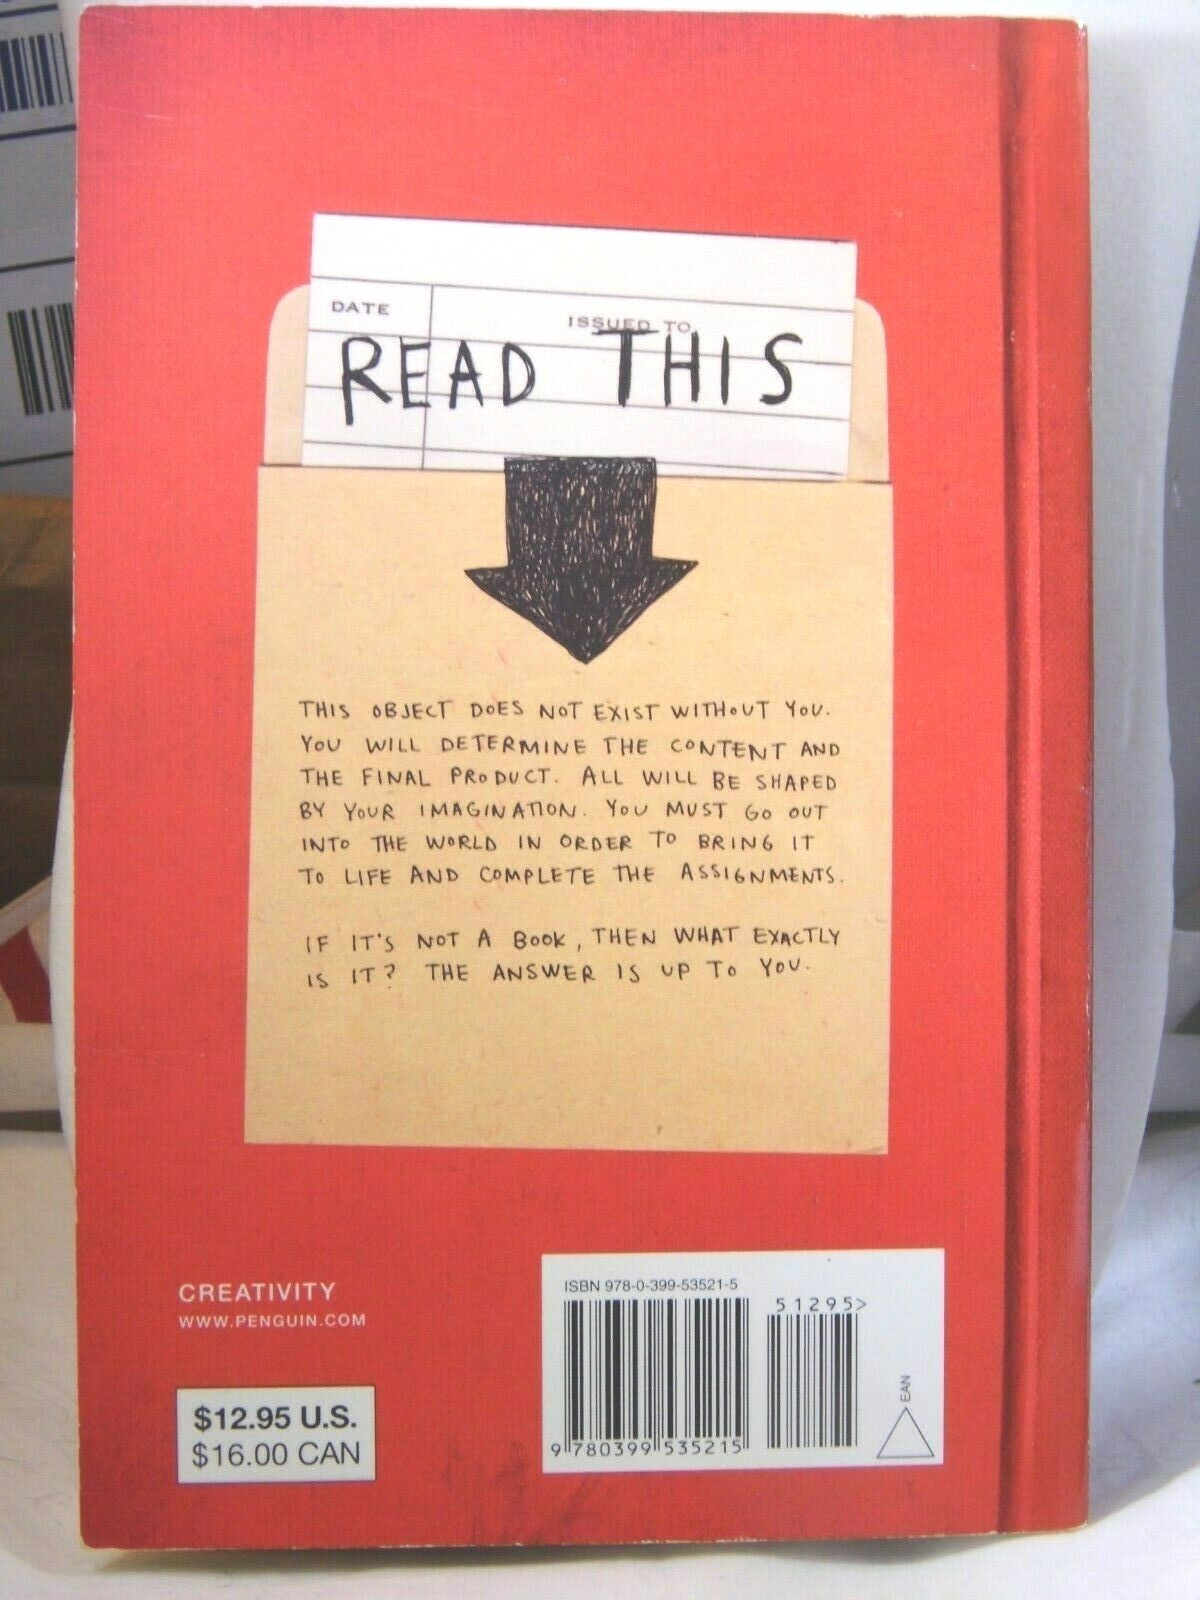 DATE
ISSUED TO
READ THIS
THIS OBJECT DOES NOT EXIST WITHOUT YOU.
YOU WILL DETERMINE THE CONTENT AND
THE FINAL PRODUCT. ALL WILL BE SHAPED
BY YOUR IMAGINATION. YOU MUST GO OUT
INTO THE WORLD IN ORDER TO BRING IT
TO LIFE AND COMPLETE THE ASSIGNMENTS.
IF IT'S NOT A BOOK, THEN WHAT EXACTLY
IS IT? THE ANSWER IS UP TO YOU.
CREATIVITY
WWW.PENGUIN.COM
$12.95 U.S.
$16.00 CAN
ISBN 978-0-399-53521-5
51295>
9 780399 535215
EAN